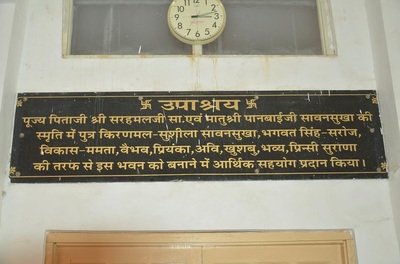 卐 उपाश्रय 卐
पूज्य पिताजी श्री सरहमलजी सा. एवं मातुश्री पानबाईजी सावनसुखा की
स्मृति में पुत्र किरणमल-सुशीला सावनसुखा, भगवत सिंह-सरोज,
विकास-ममता, वैभव, प्रियंका, अवि, खुशबु, भव्य, प्रिन्सी सुराणा
की तरफ से इस भवन को बनाने में आर्थिक सहयोग प्रदान किया।